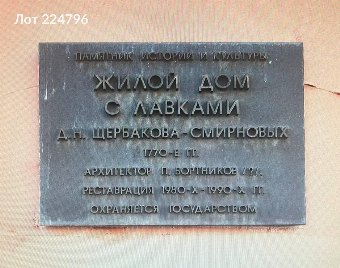 Лот 224796
ПАМЯТНИК ИСТОРИИ И КУЛЬТУРЫ
ЖИЛОЙ ДОМ
С ЛАВКАМИ
Д.Н. ЩЕРБАКОВА-СМИРНОВЫХ
1770-Е ГГ.
АРХИТЕКТОР П. БОРТНИКОВ /?/.
РЕСТАВРАЦИЯ 1980-Х-1990-Х ГГ.
ОХРАНЯЕТСЯ ГОСУДАРСТВОМ